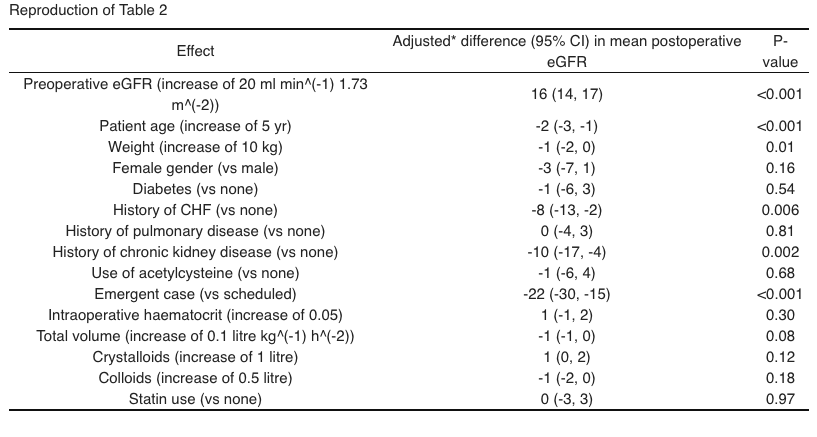 Reproduction of Table 2
Effect Adjusted* difference (95% CI) in mean postoperative eGFR P-value
Preoperative eGFR (increase of 20 ml min^(-1) 1.73 m^(-2)) 16 (14, 17) <0.001
Patient age (increase of 5 yr) -2 (-3, -1) <0.001
Weight (increase of 10 kg) -1 (-2, 0) 0.01
Female gender (vs male) -3 (-7, 1) 0.16
Diabetes (vs none) -1 (-6, 3) 0.54
History of CHF (vs none) -8 (-13, -2) 0.006
History of pulmonary disease (vs none) 0 (-4, 3) 0.81
History of chronic kidney disease (vs none) -10 (-17, -4) 0.002
Use of acetylcysteine (vs none) -1 (-6, 4) 0.68
Emergent case (vs scheduled) -22 (-30, -15) <0.001
Intraoperative haematocrit (increase of 0.05) 1 (-1, 2) 0.30
Total volume (increase of 0.1 litre kg^(-1) h^(-2)) -1 (-1, 0) 0.08
Crystalloids (increase of 1 litre) 1 (0, 2) 0.12
Colloids (increase of 0.5 litre) -1 (-2, 0) 0.18
Statin use (vs none) 0 (-3, 3) 0.97